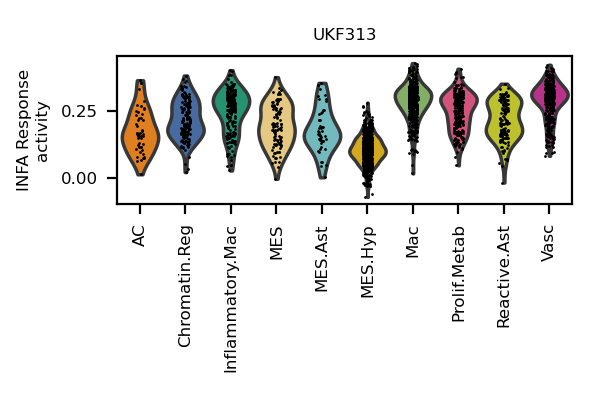 UKF313
INFA Response
activity
0.25
0.00
AC
Chromatin.Reg
Inflammatory.Mac
MES
MES.Ast
MES.Hyp
Mac
Prolif.Metab
Reactive.Ast
Vasc